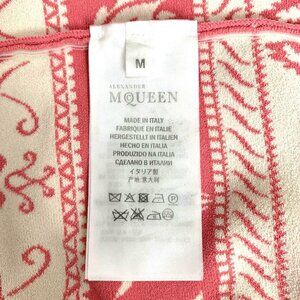 M
ALEXANDER
McQUEEN
MADE IN ITALY
FABRIQUÉ EN ITALIE
HERGESTELLT IN ITALIEN
HECHO EN ITALIA
PRODUZIDO NA ITALIA
СДЕЛАНО В ИТАЛИИ
イタリア製
产地:意大利